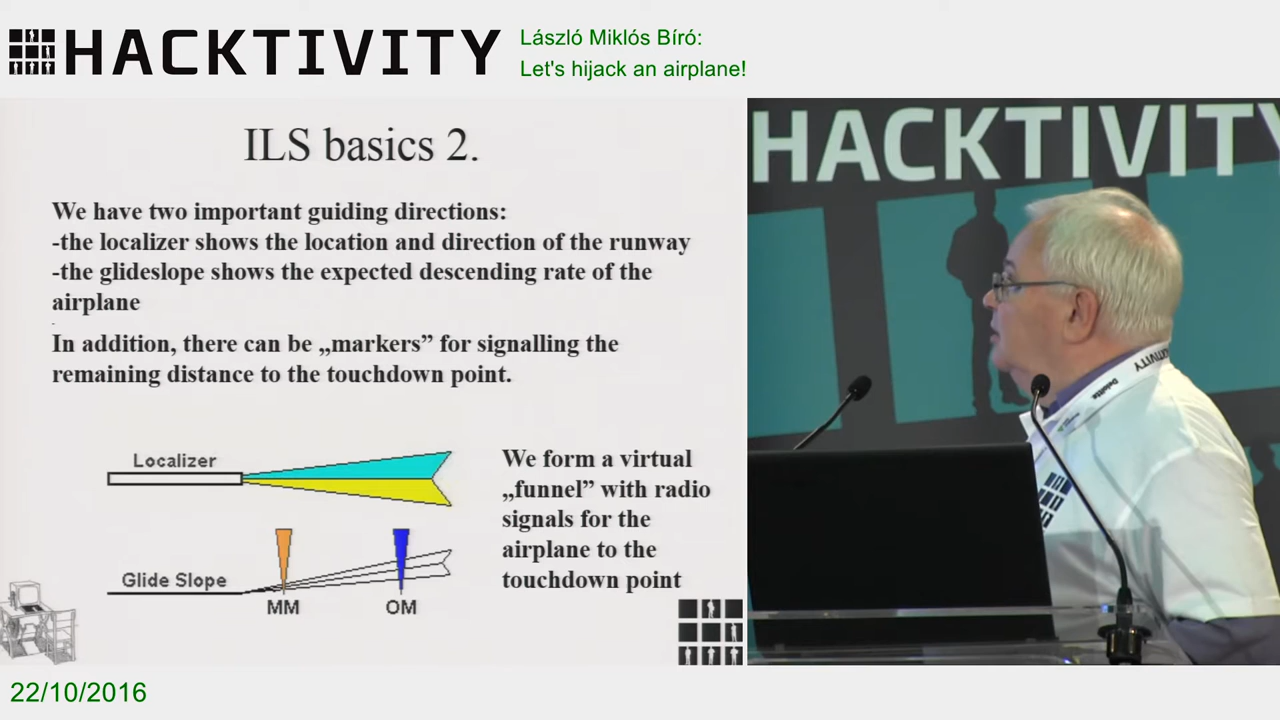 HACKTIVITY
László Miklós Bíró:
Let's hijack an airplane!
ILS basics 2.
We have two important guiding directions:
-the localizer shows the location and direction of the runway
-the glideslope shows the expected descending rate of the
airplane
-
In addition, there can be „markers” for signalling the
remaining distance to the touchdown point.
Localizer
Glide Slope
MM
OM
We form a virtual
„funnel” with radio
signals for the
airplane to the
touchdown point
HACKTIVITY
KTIVITY
Deloitte
22/10/2016